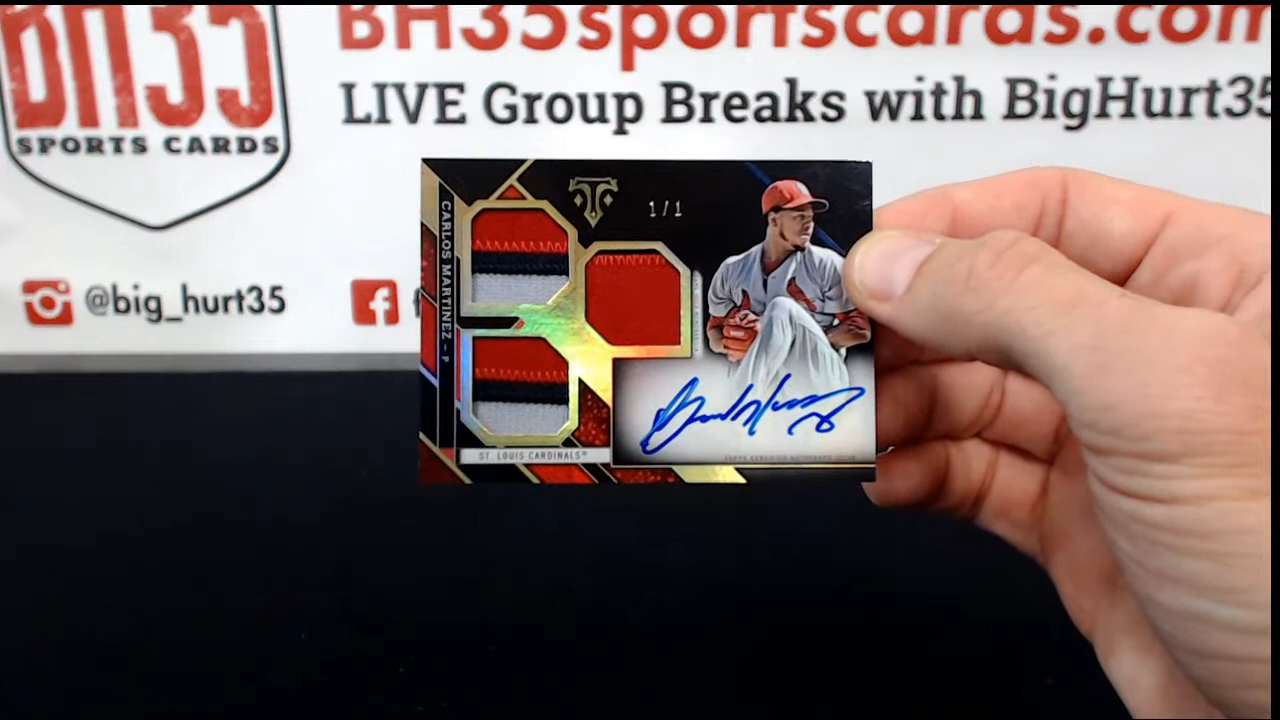 BH35
SPORTS CARDS
BH35sportscards.com
LIVE Group Breaks with BigHurt35
@big_hurt35
f
1/1
CARLOS MARTINEZ - P
ST. LOUIS CARDINALS®